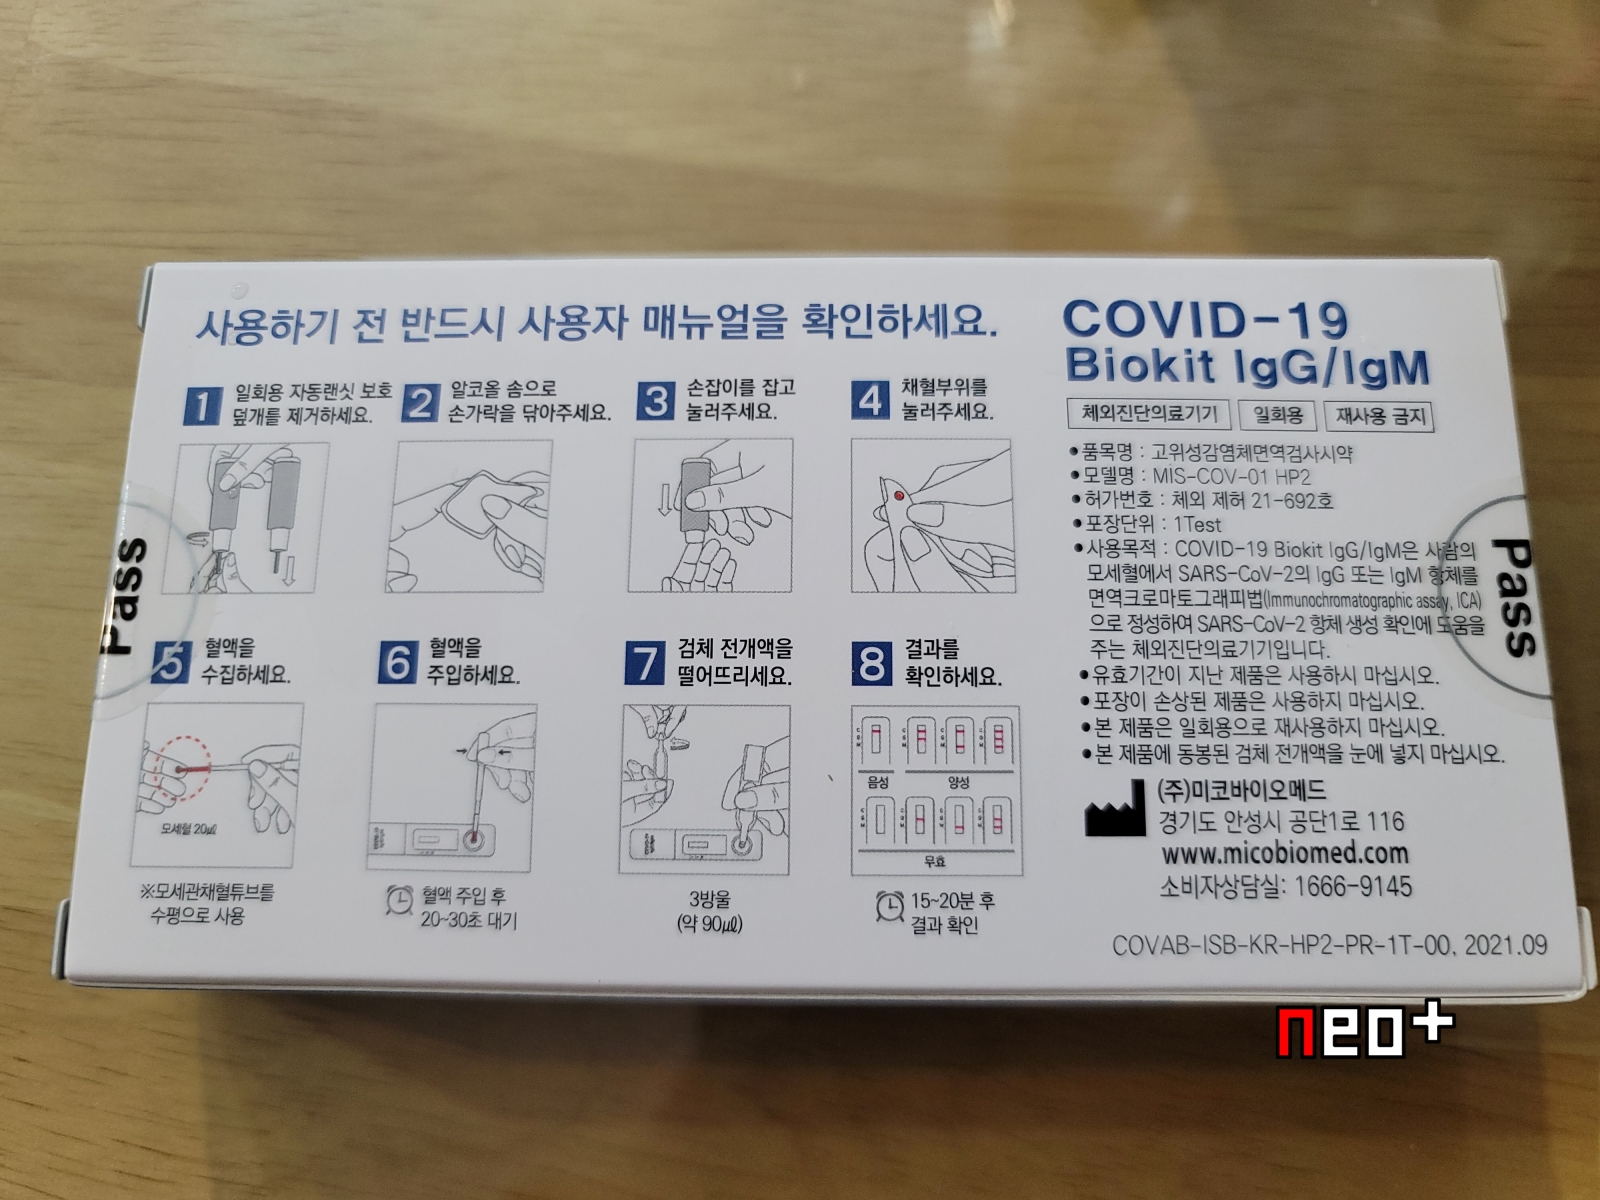 사용하기 전 반드시 사용자 매뉴얼을 확인하세요.
1 일회용 자동랜싯 보호
덮개를 제거하세요.
2 알코올 솜으로
손가락을 닦아주세요.
3 손잡이를 잡고
눌러주세요.
4 채혈부위를
눌러주세요.
5 혈액을
수집하세요.
모세혈 20㎕
※모세관채혈튜브를
수평으로 사용
6 혈액을
주입하세요.
혈액 주입 후
20~30초 대기
7 검체 전개액을
떨어뜨리세요.
3방울
(약 90㎕)
8 결과를
확인하세요.
C G M C G M C G M C G M
음성 양성
C G M C G M C G M C G M
무효
15~20분 후
결과 확인
COVID-19
Biokit IgG/IgM
체외진단의료기기 일회용 재사용 금지
•품목명 : 고위성감염체면역검사시약
•모델명 : MIS-COV-01 HP2
•허가번호 : 체외 제허 21-692호
•포장단위 : 1Test
•사용목적 : COVID-19 Biokit IgG/IgM은 사람의
모세혈에서 SARS-CoV-2의 IgG 또는 IgM 항체를
면역크로마토그래피법(Immunochromatographic assay, ICA)
으로 정성하여 SARS-CoV-2 항체 생성 확인에 도움을
주는 체외진단의료기기입니다.
•유효기간이 지난 제품은 사용하시 마십시오.
•포장이 손상된 제품은 사용하지 마십시오.
•본 제품은 일회용으로 재사용하지 마십시오.
•본 제품에 동봉된 검체 전개액을 눈에 넣지 마십시오.
(주)미코바이오메드
경기도 안성시 공단1로 116
www.micobiomed.com
소비자상담실: 1666-9145
COVAB-ISB-KR-HP2-PR-1T-00, 2021.09
Pass
Pass
neo+